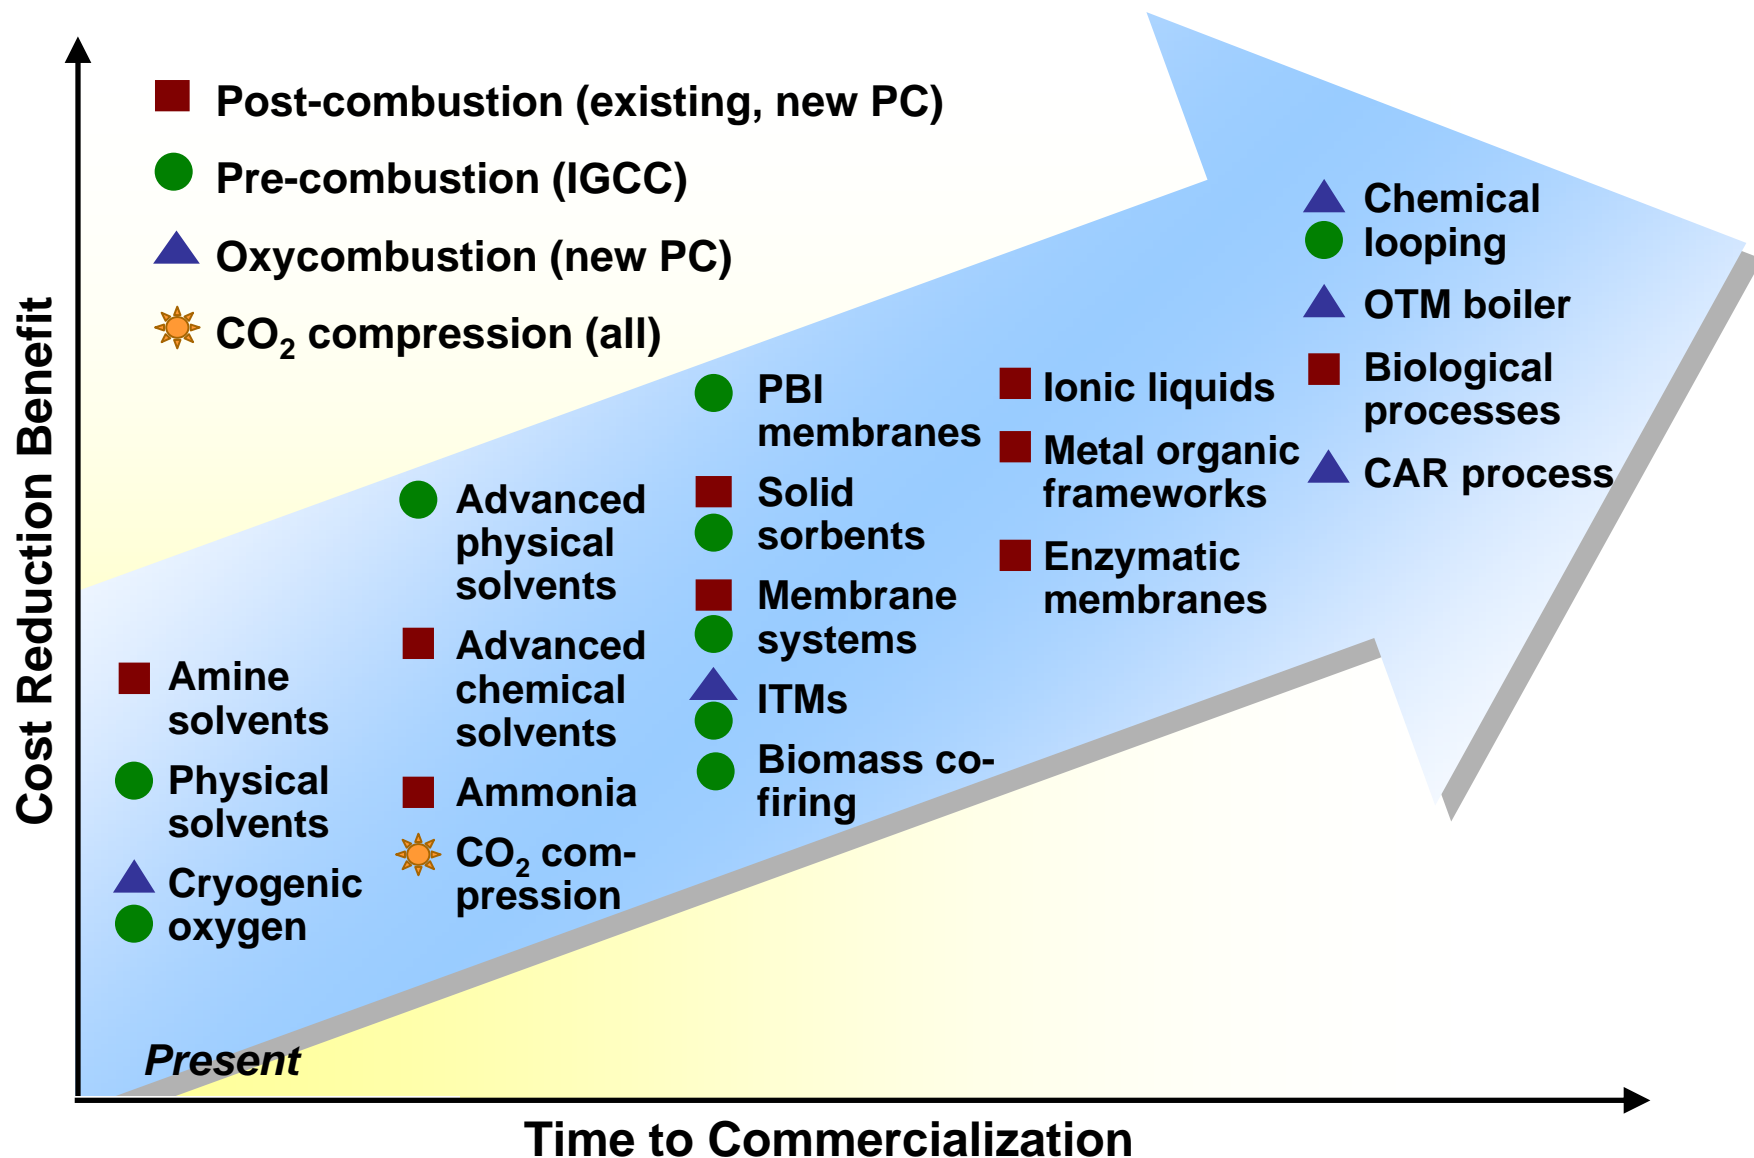 Post-combustion (existing, new PC)
Pre-combustion (IGCC)
Oxycombustion (new PC)
CO₂ compression (all)
Cost Reduction Benefit
Amine
solvents
Physical
solvents
Cryogenic
oxygen
Advanced
physical
solvents
Advanced
chemical
solvents
Ammonia
CO₂ com-
pression
PBI
membranes
Solid
sorbents
Membrane
systems
ITMs
Biomass co-
firing
Ionic liquids
Metal organic
frameworks
Enzymatic
membranes
Chemical
looping
OTM boiler
Biological
processes
CAR process
Present
Time to Commercialization